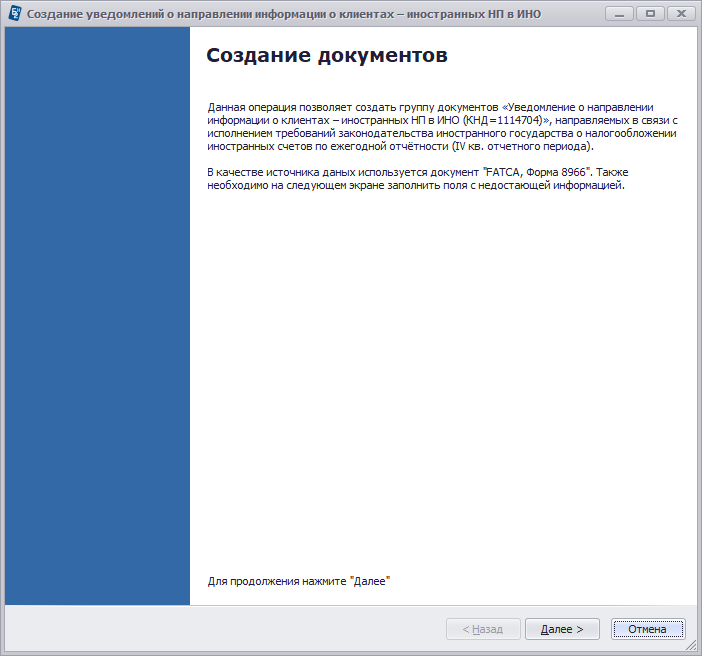 Создание уведомлений о направлении информации о клиентах – иностранных НП в ИНО
Создание документов
Данная операция позволяет создать группу документов «Уведомление о направлении
информации о клиентах – иностранных НП в ИНО (КНД=1114704)», направляемых в связи с
исполнением требований законодательства иностранного государства о налогообложении
иностранных счетов по ежегодной отчётности (IV кв. отчетного периода).
В качестве источника даных используется документ "FATCA, Форма 8966". Также
необходимо на следующем экране заполнить поля с недостающей информацией.
Для продолжения нажмите "Далее"
< Назад
Далее >
Отмена